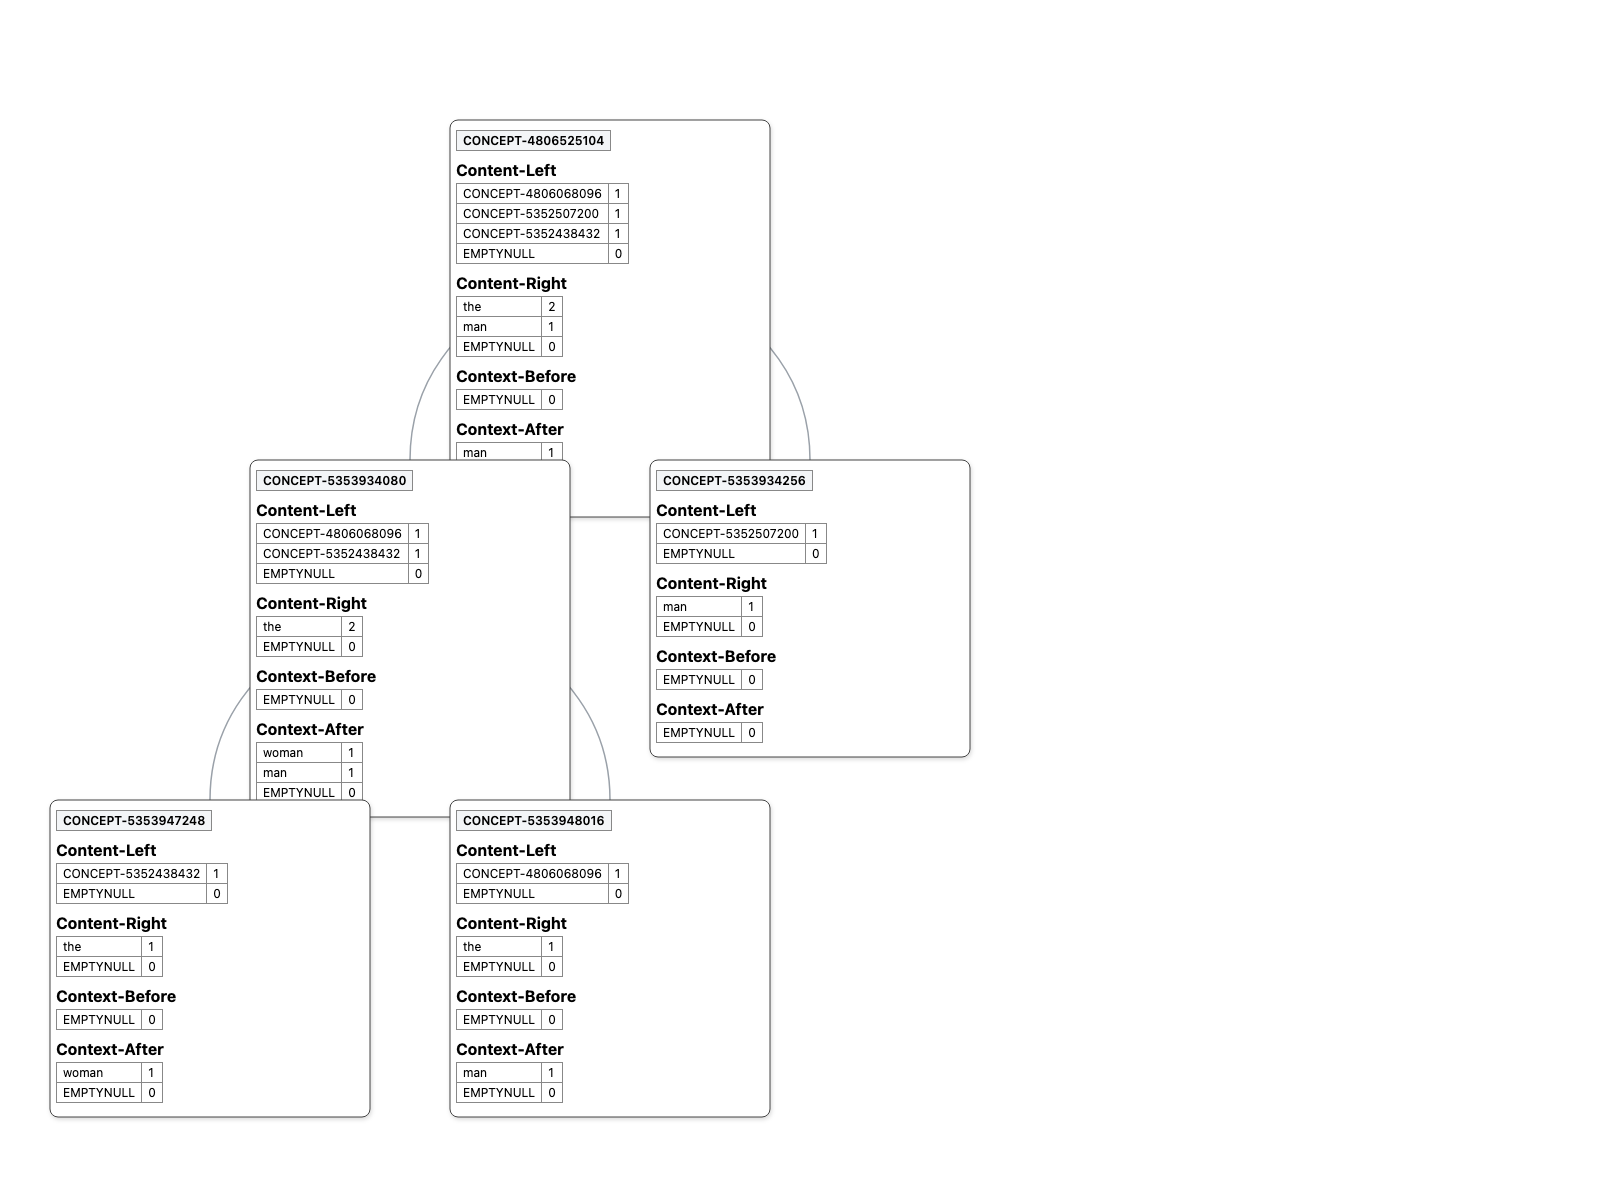 CONCEPT-4806525104
Content-Left
CONCEPT-4806068096 1
CONCEPT-5352507200 1
CONCEPT-5352438432 1
EMPTYNULL 0
Content-Right
the 2
man 1
EMPTYNULL 0
Context-Before
EMPTYNULL 0
Context-After
man 1
CONCEPT-5353934080
Content-Left
CONCEPT-4806068096 1
CONCEPT-5352438432 1
EMPTYNULL 0
Content-Right
the 2
EMPTYNULL 0
Context-Before
EMPTYNULL 0
Context-After
woman 1
man 1
EMPTYNULL 0
CONCEPT-5353934256
Content-Left
CONCEPT-5352507200 1
EMPTYNULL 0
Content-Right
man 1
EMPTYNULL 0
Context-Before
EMPTYNULL 0
Context-After
EMPTYNULL 0
CONCEPT-5353947248
Content-Left
CONCEPT-5352438432 1
EMPTYNULL 0
Content-Right
the 1
EMPTYNULL 0
Context-Before
EMPTYNULL 0
Context-After
woman 1
EMPTYNULL 0
CONCEPT-5353948016
Content-Left
CONCEPT-4806068096 1
EMPTYNULL 0
Content-Right
the 1
EMPTYNULL 0
Context-Before
EMPTYNULL 0
Context-After
man 1
EMPTYNULL 0